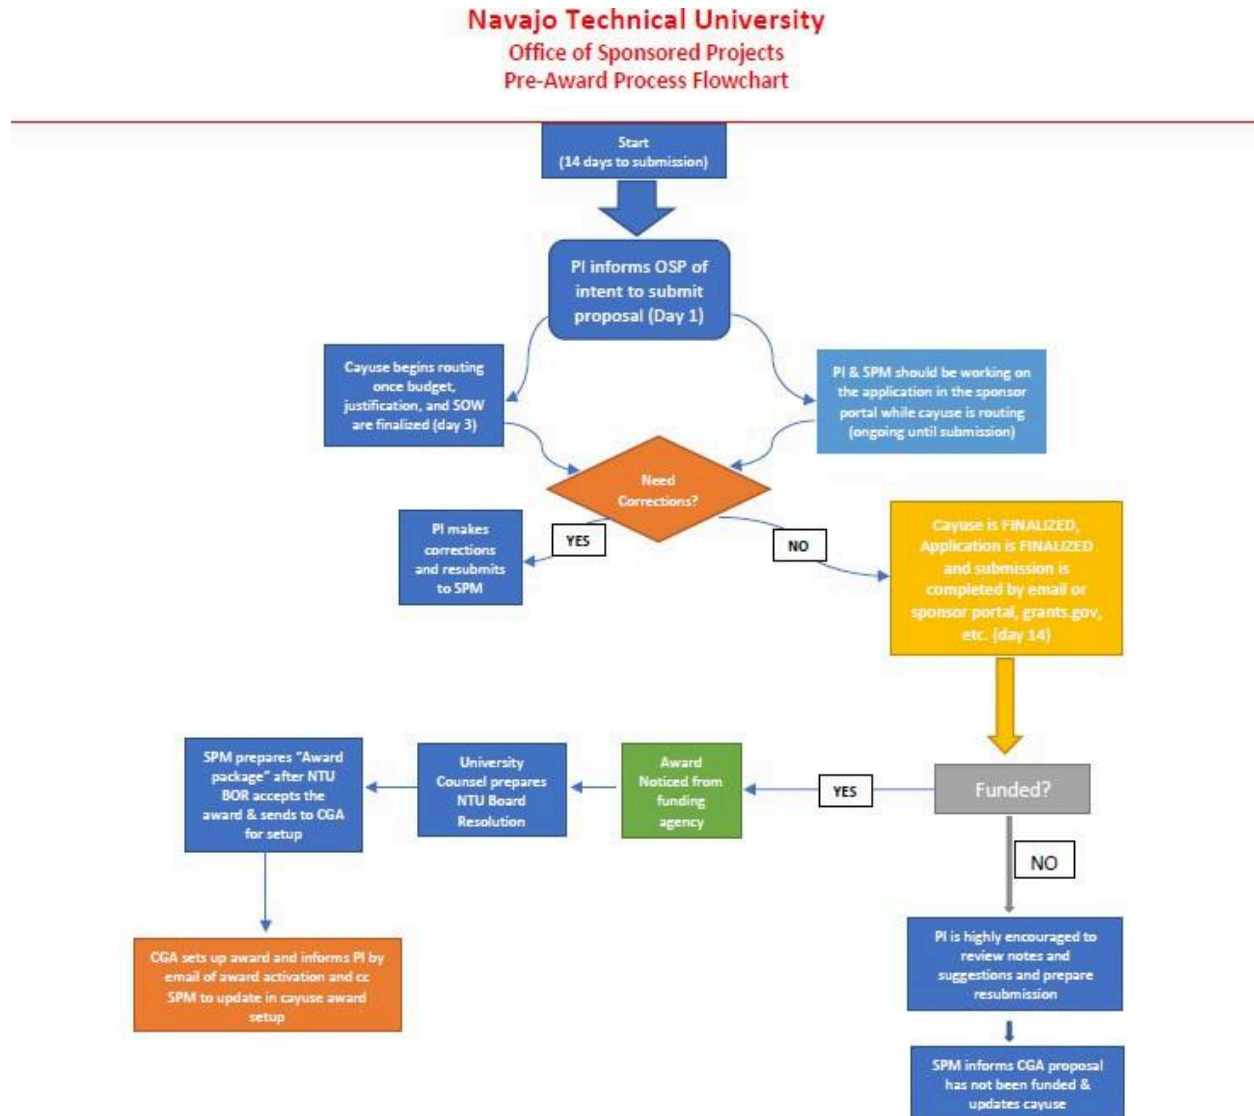 Navajo Technical University
Office of Sponsored Projects
Pre-Award Process Flowchart
Start
(14 days to submission)
PI informs OSP of
intent to submit
proposal (Day 1)
Cayuse begins routing
once budget,
justification, and SOW
are finalized (day 3)
PI & SPM should be working on
the application in the sponsor
portal while cayuse is routing
(ongoing until submission)
Need
Corrections?
YES
NO
PI makes
corrections
and resubmits
to SPM
Cayuse is FINALIZED,
Application is FINALIZED
and submission is
completed by email or
sponsor portal, grants.gov,
etc. (day 14)
Funded?
YES
Award
Noticed from
funding
agency
University
Counsel prepares
NTU Board
Resolution
SPM prepares "Award
package" after NTU
BOR accepts the
award & sends to CGA
for setup
CGA sets up award and informs PI by
email of award activation and cc
SPM to update in cayuse award
setup
NO
PI is highly encouraged to
review notes and
suggestions and prepare
resubmission
SPM informs CGA proposal
has not been funded &
updates cayuse